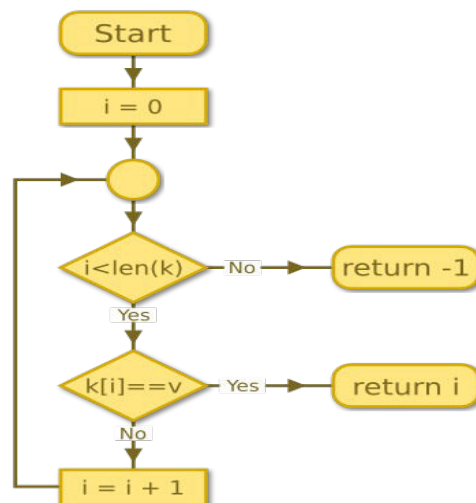 Start
i = 0
i<len(k)
No
return -1
Yes
k[i]==v
Yes
return i
No
i = i + 1